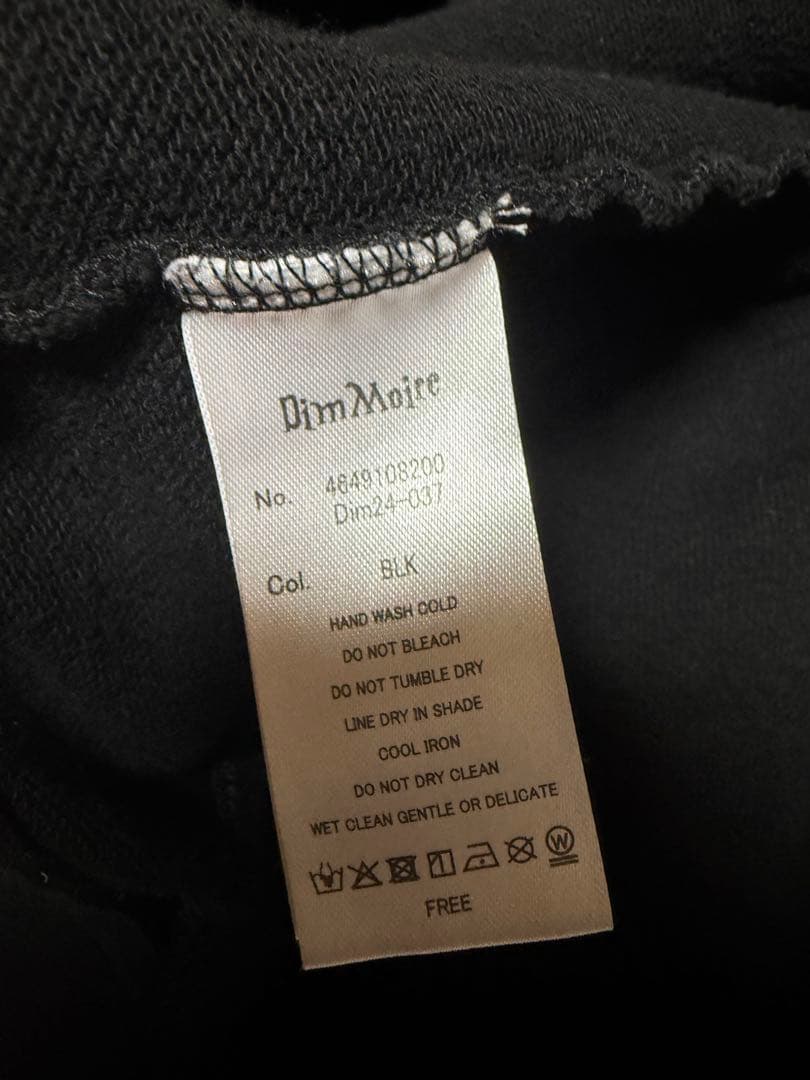 Dim Moire
No. 4649108200
Dim24-037
Col. BLK
HAND WASH COLD
DO NOT BLEACH
DO NOT TUMBLE DRY
LINE DRY IN SHADE
COOL IRON
DO NOT DRY CLEAN
WET CLEAN GENTLE OR DELICATE
W
FREE